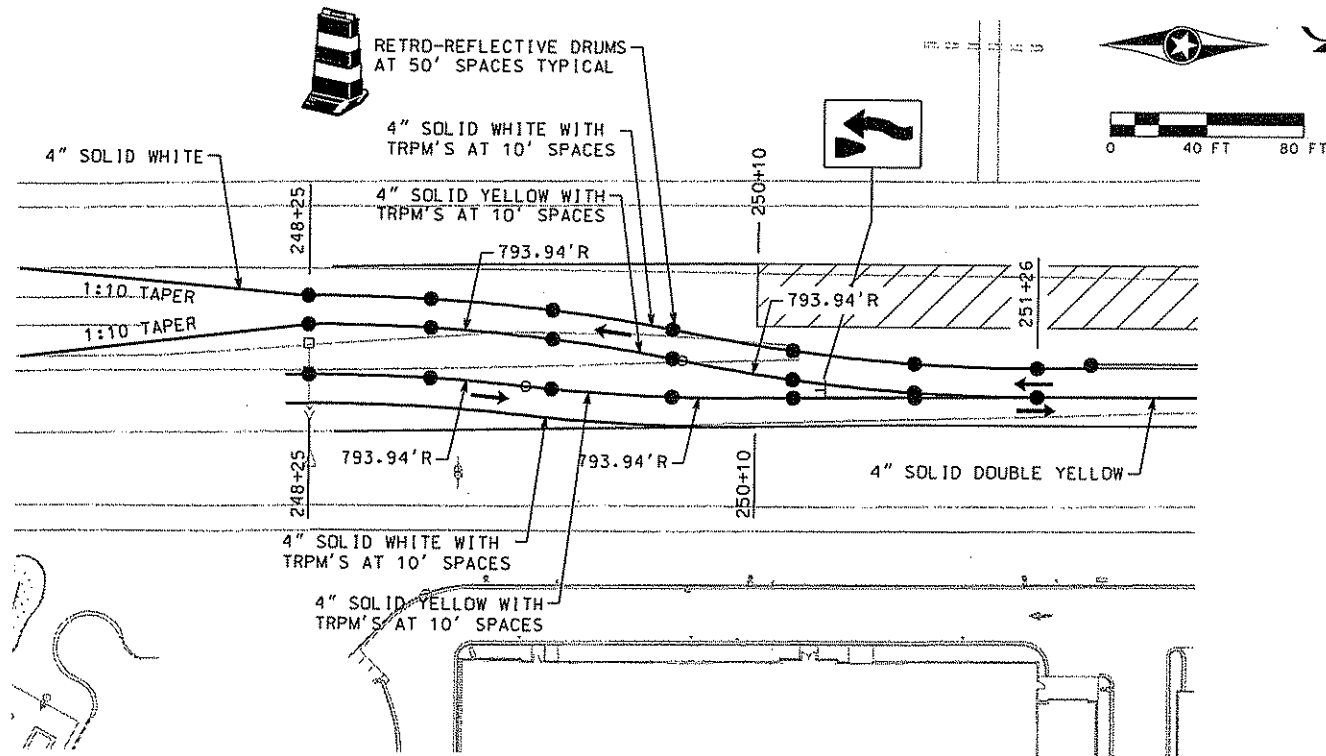 RETRO-REFLECTIVE DRUMS
AT 50' SPACES TYPICAL
4" SOLID WHITE WITH
TRPM'S AT 10' SPACES
4" SOLID WHITE
4" SOLID YELLOW WITH
TRPM'S AT 10' SPACES
0 40 FT 80 FT
248+25
250+10
793.94'R
1:10 TAPER
793.94'R
251+26
1:10 TAPER
793.94'R
793.94'R
4" SOLID DOUBLE YELLOW
248+25
250+10
4" SOLID WHITE WITH
TRPM'S AT 10' SPACES
4" SOLID YELLOW WITH
TRPM'S AT 10' SPACES